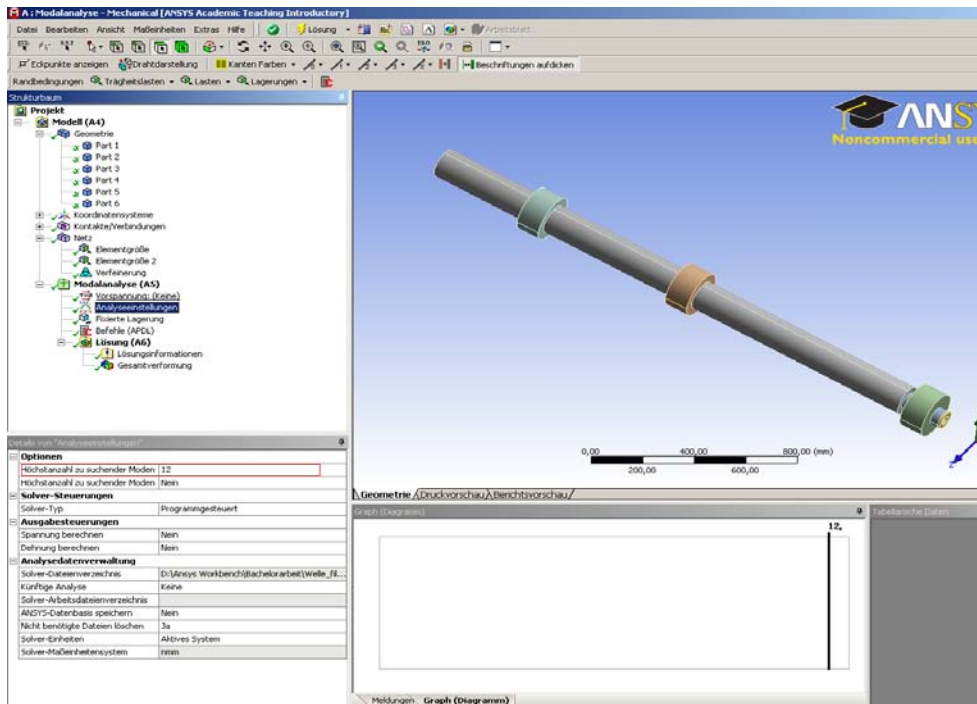 A : Modalanalyse - Mechanical [ANSYS Academic Teaching Introductory]
Datei Bearbeiten Ansicht Maßeinheiten Extras Hilfe Lösung Arbeitsblatt
Eckpunkte anzeigen Drahtdarstellung Kanten Farben Beschriftungen aufdicken
Randbedingungen Trägheitslasten Lasten Lagerungen
Strukturbaum
Projekt
Modell (A4)
Geometrie
Part 1
Part 2
Part 3
Part 4
Part 5
Part 6
Koordinatensysteme
Kontakte/Verbindungen
Netz
Elementgröße
Elementgröße 2
Verfeinerung
Modalanalyse (A5)
Vorspannung: (Keine)
Analyseeinstellungen
Fixierte Lagerung
Befehle (APDL)
Lösung (A6)
Lösungsinformationen
Gesamtverformung
ANSY
Noncommercial use
0,00 400,00 800,00 (mm)
200,00 600,00
Z
Geometrie Druckvorschau Berichtsvorschau
Details von "Analyseeinstellungen"
Optionen
Höchstanzahl zu suchender Moden 12
Höchstanzahl zu suchender Moden Nein
Solver-Steuerungen
Solver-Typ Programmgesteuert
Ausgabesteuerungen
Spannung berechnen Nein
Dehnung berechnen Nein
Analysedatenverwaltung
Solver-Dateienverzeichnis D:\Ansys Workbench\Bachelorarbeit\Welle_fil...
Künftige Analyse Keine
Solver-Arbeitsdateienverzeichnis
ANSYS-Datenbasis speichern Nein
Nicht benötigte Dateien löschen Ja
Solver-Einheiten Aktives System
Solver-Maßeinheitensystem nmm
Graph (Diagramm)
12,
Tabellarische Daten
Meldungen Graph (Diagramm)